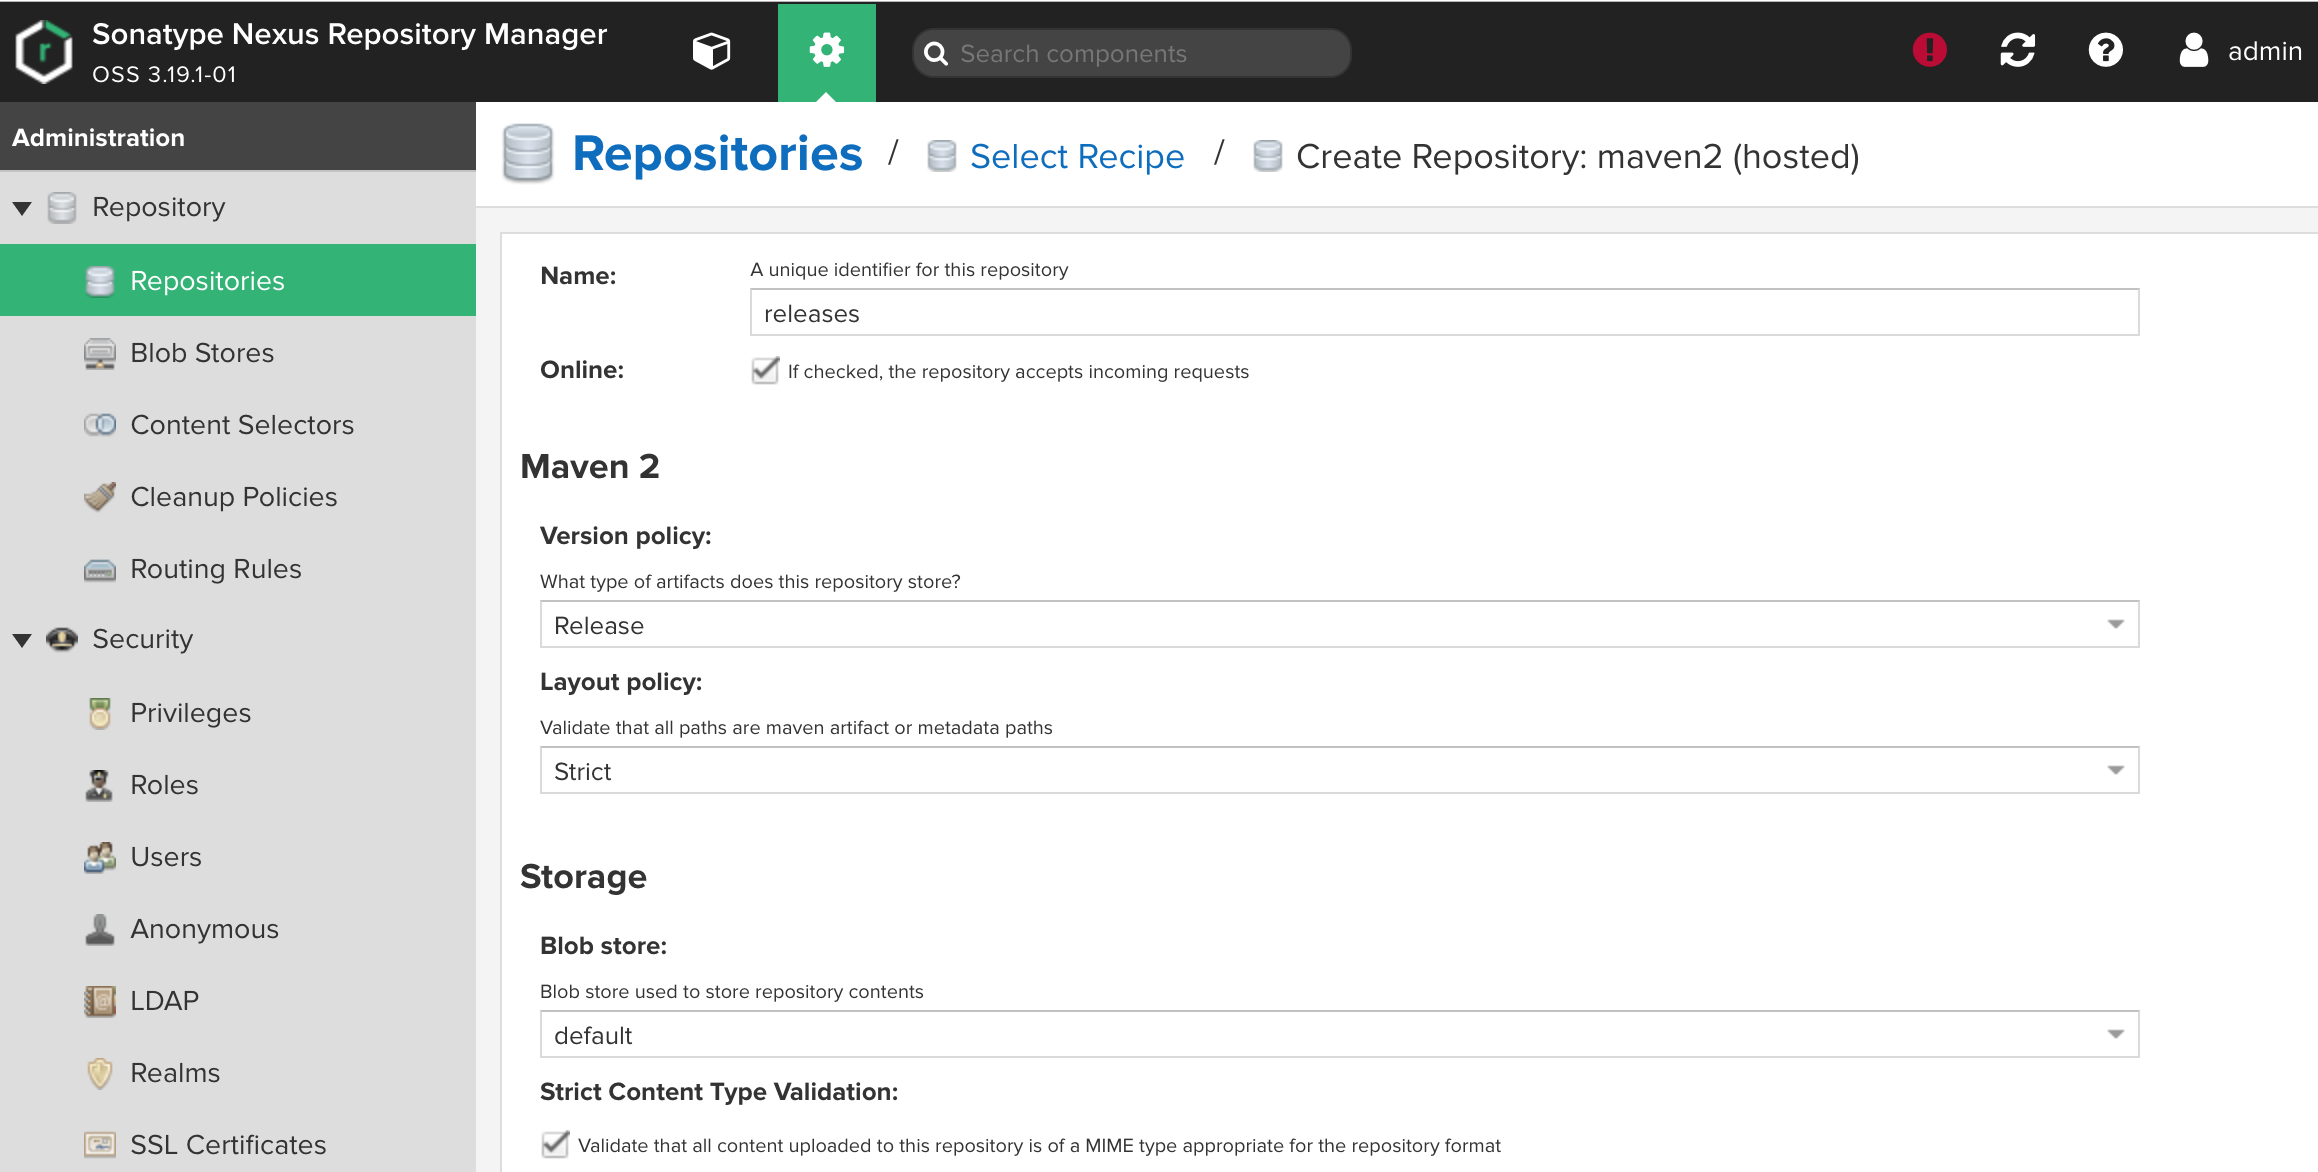 Sonatype Nexus Repository Manager
OSS 3.19.1-01
Search components
admin
Administration
Repository
Repositories
Blob Stores
Content Selectors
Cleanup Policies
Routing Rules
Security
Privileges
Roles
Users
Anonymous
LDAP
Realms
SSL Certificates
Repositories / Select Recipe / Create Repository: maven2 (hosted)
Name:
A unique identifier for this repository
releases
Online:
If checked, the repository accepts incoming requests
Maven 2
Version policy:
What type of artifacts does this repository store?
Release
Layout policy:
Validate that all paths are maven artifact or metadata paths
Strict
Storage
Blob store:
Blob store used to store repository contents
default
Strict Content Type Validation:
Validate that all content uploaded to this repository is of a MIME type appropriate for the repository format